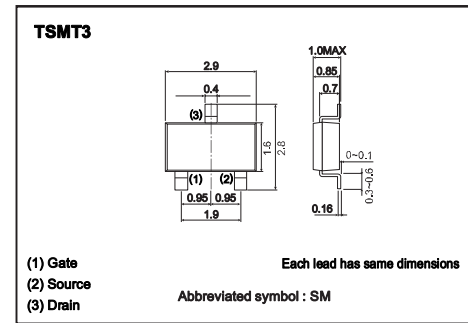 TSMT3
1.0MAX
2.9
0.85
0.4
0.7
(3)
1.6
2.8
0~0.1
(1) (2)
0.3~0.6
0.95 0.95
0.16
1.9
(1) Gate
Each lead has same dimensions
(2) Source
Abbreviated symbol : SM
(3) Drain